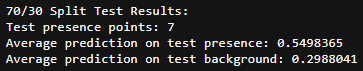 70/30 Split Test Results:
Test presence points: 7
Average prediction on test presence: 0.5498365
Average prediction on test background: 0.2988041